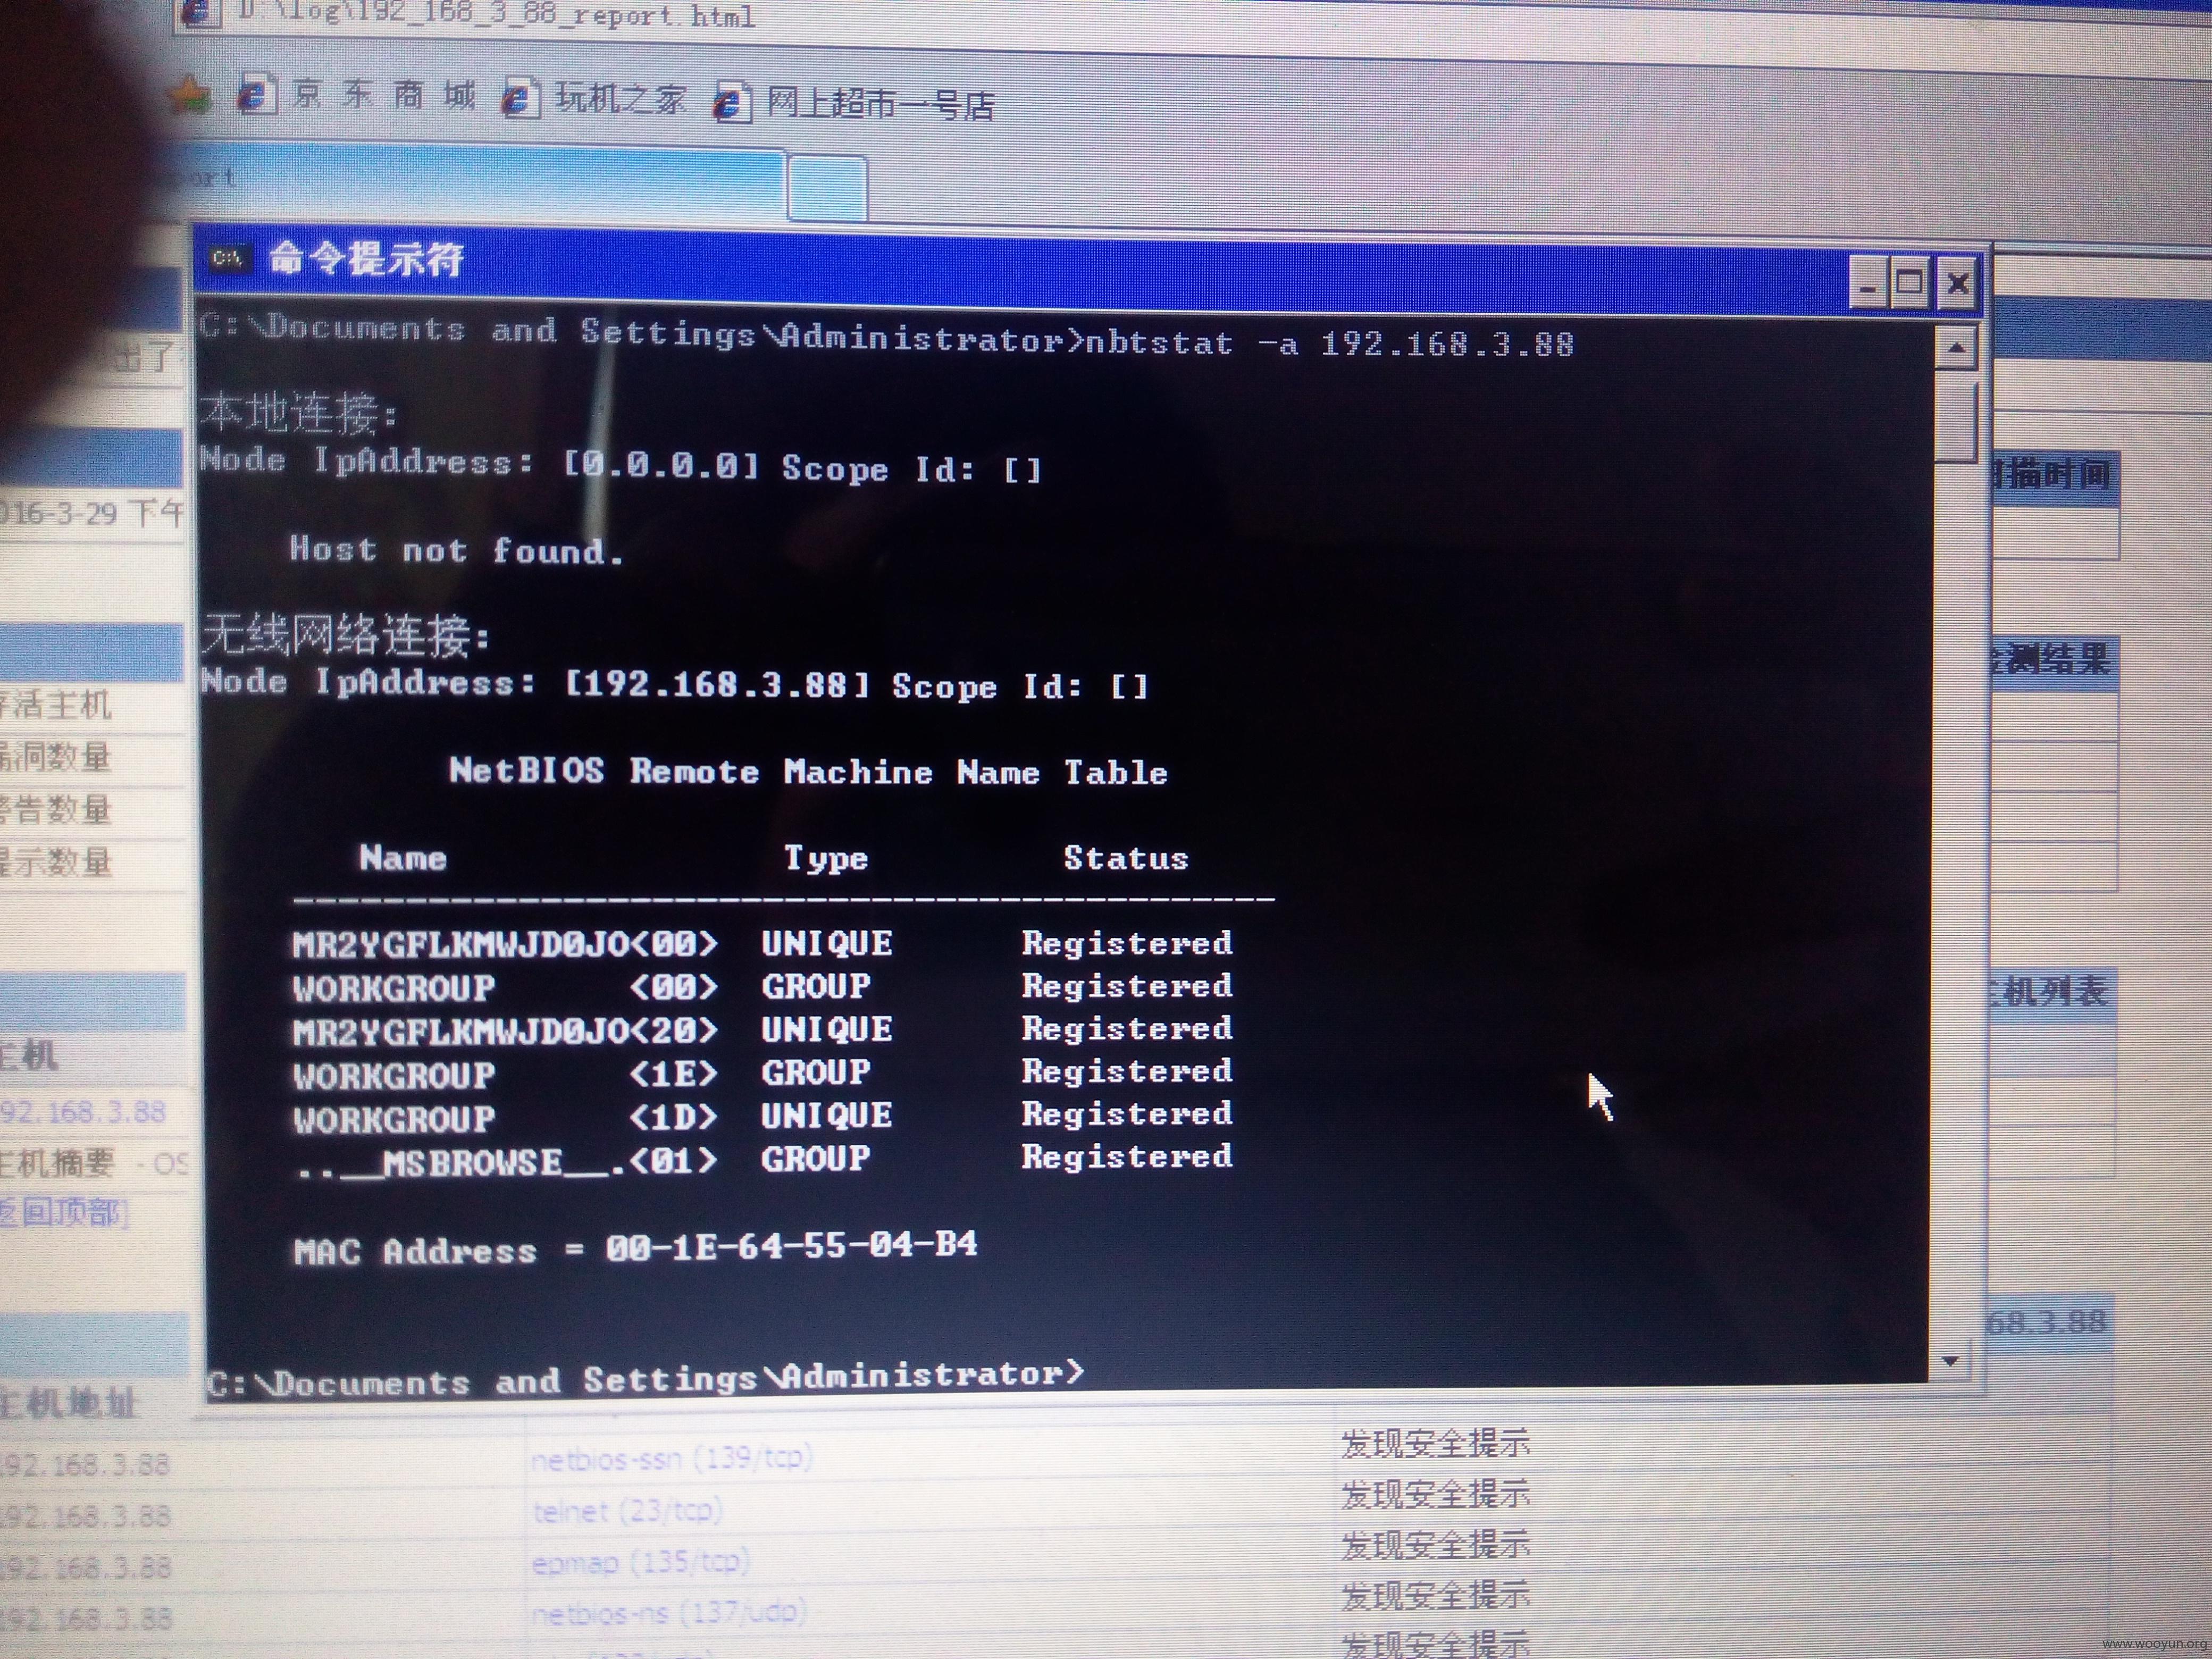 D:\log\192_168_3_88_report.html
京 东 商 城 玩机之家 网上超市一号店
port
C:\ 命令提示符
C:\Documents and Settings\Administrator>nbtstat -a 192.168.3.88
出了
本地连接:
Node IpAddress: [0.0.0.0] Scope Id: []
扫描时间
016-3-29 下午
Host not found.
无线网络连接:
检测结果
Node IpAddress: [192.168.3.88] Scope Id: []
存活主机
漏洞数量
NetBIOS Remote Machine Name Table
警告数量
提示数量
Name Type Status
---------------------------------------------
MR2YGFLKMWJD0JO<00> UNIQUE Registered
WORKGROUP <00> GROUP Registered
主机列表
MR2YGFLKMWJD0JO<20> UNIQUE Registered
主机
WORKGROUP <1E> GROUP Registered
92.168.3.88
WORKGROUP <1D> UNIQUE Registered
..__MSBROWSE__.<01> GROUP Registered
主机摘要 - OS
返回顶部]
MAC Address = 00-1E-64-55-04-B4
68.3.88
C:\Documents and Settings\Administrator>
主机地址
92.168.3.88 netbios-ssn (139/tcp) 发现安全提示
92.168.3.88 telnet (23/tcp) 发现安全提示
92.168.3.88 epmap (135/tcp) 发现安全提示
92.168.3.88 netbios-ns (137/udp) 发现安全提示
发现安全提示
www.wooyun.org